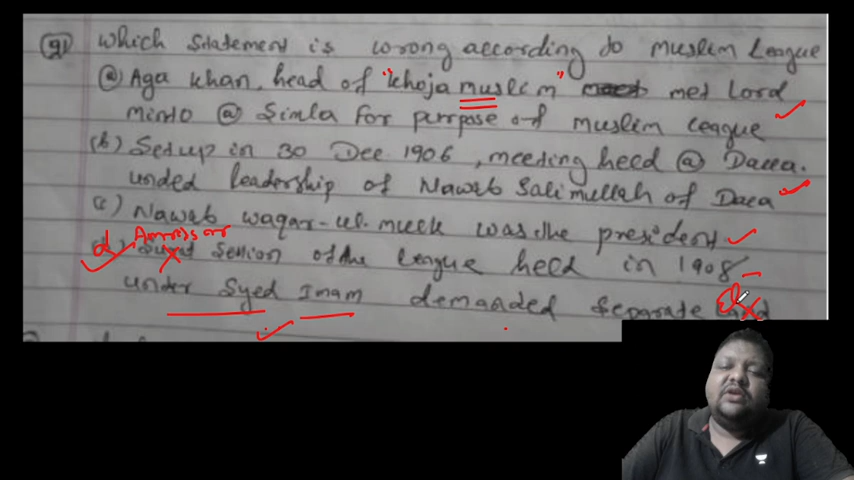 Q1 Which Statement is wrong according to Muslim League
(a) Aga Khan, head of "Khoja muslim" met Lord
Minto @ Simla For purpose of muslim league
(b) Setup in 30 Dec 1906, meeting held @ Dacca.
under leadership of Nawab Salimullah of Daca
(c) Nawab waqar-ul-mulk was the president
Amritsar
d) Surat Session of the League held in 1908
under Syed Imam demanded separate